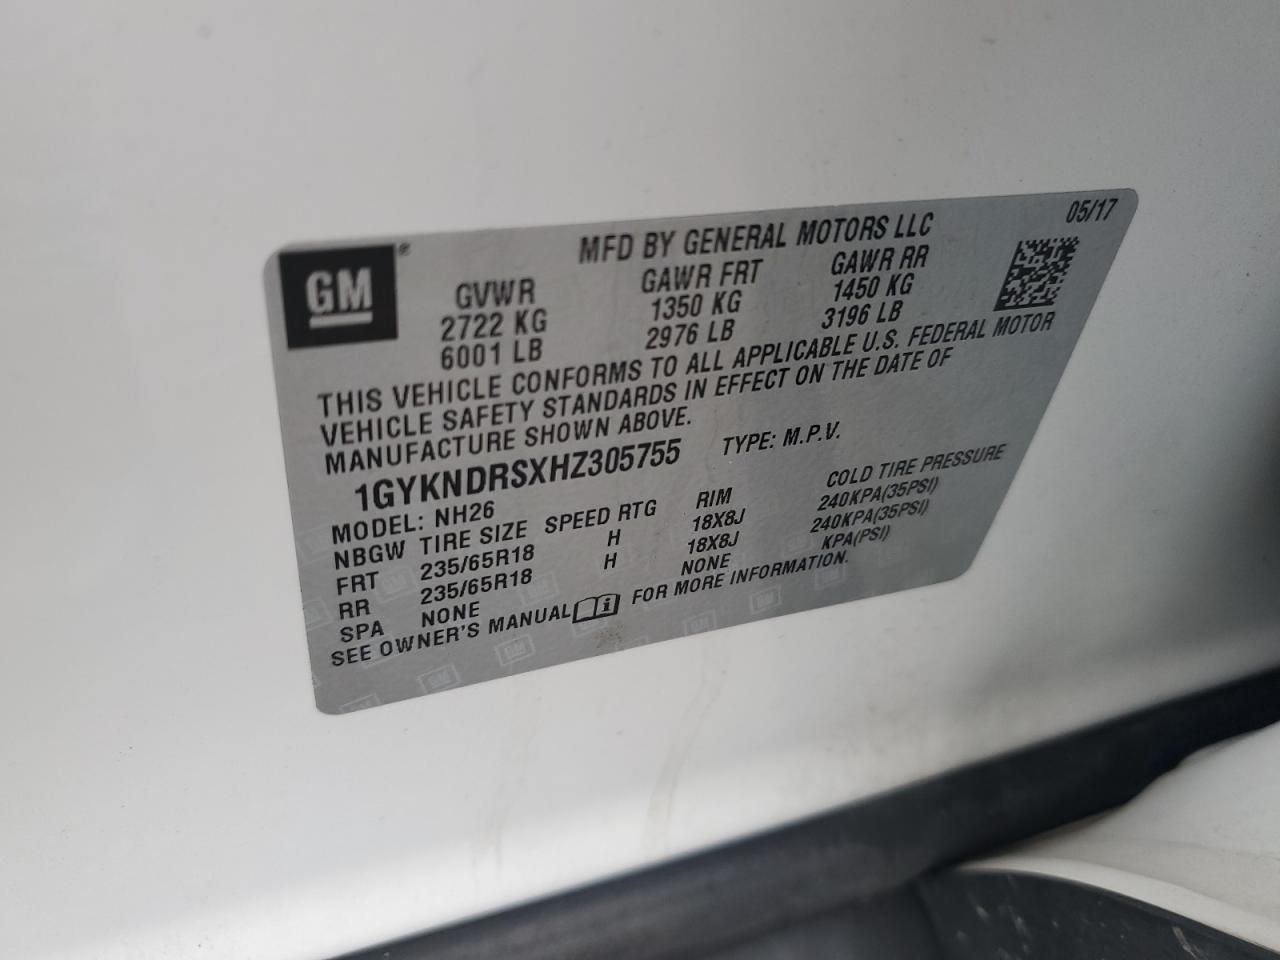 GM ®
MFD BY GENERAL MOTORS LLC 05/17
GVWR GAWR FRT GAWR RR
2722 KG 1350 KG 1450 KG
6001 LB 2976 LB 3196 LB
THIS VEHICLE CONFORMS TO ALL APPLICABLE U.S. FEDERAL MOTOR
VEHICLE SAFETY STANDARDS IN EFFECT ON THE DATE OF
MANUFACTURE SHOWN ABOVE.
1GYKNDRSXHZ305755 TYPE: M.P.V.
MODEL: NH26
NBGW TIRE SIZE SPEED RTG RIM COLD TIRE PRESSURE
FRT 235/65R18 H 18X8J 240KPA(35PSI)
RR 235/65R18 H 18X8J 240KPA(35PSI)
SPA NONE NONE KPA(PSI)
SEE OWNER'S MANUAL FOR MORE INFORMATION.